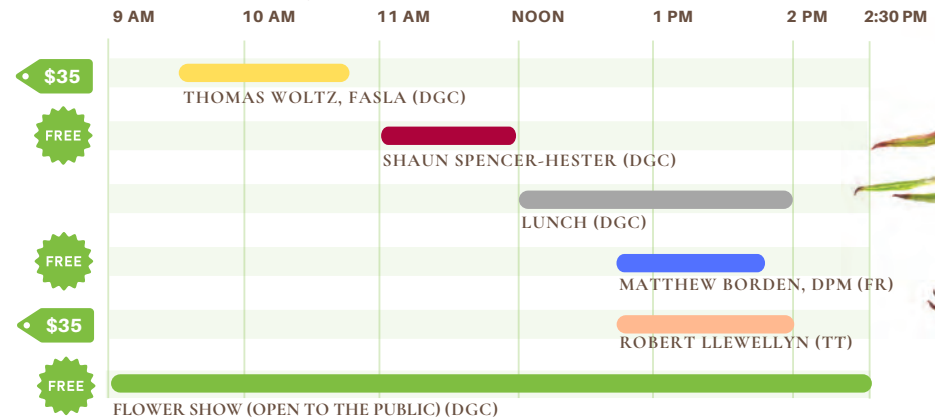 9 AM 10 AM 11 AM NOON 1 PM 2 PM 2:30 PM
$35
THOMAS WOLTZ, FASLA (DGC)
FREE
SHAUN SPENCER-HESTER (DGC)
LUNCH (DGC)
FREE
MATTHEW BORDEN, DPM (FR)
$35
ROBERT LLEWELLYN (TT)
FREE
FLOWER SHOW (OPEN TO THE PUBLIC) (DGC)